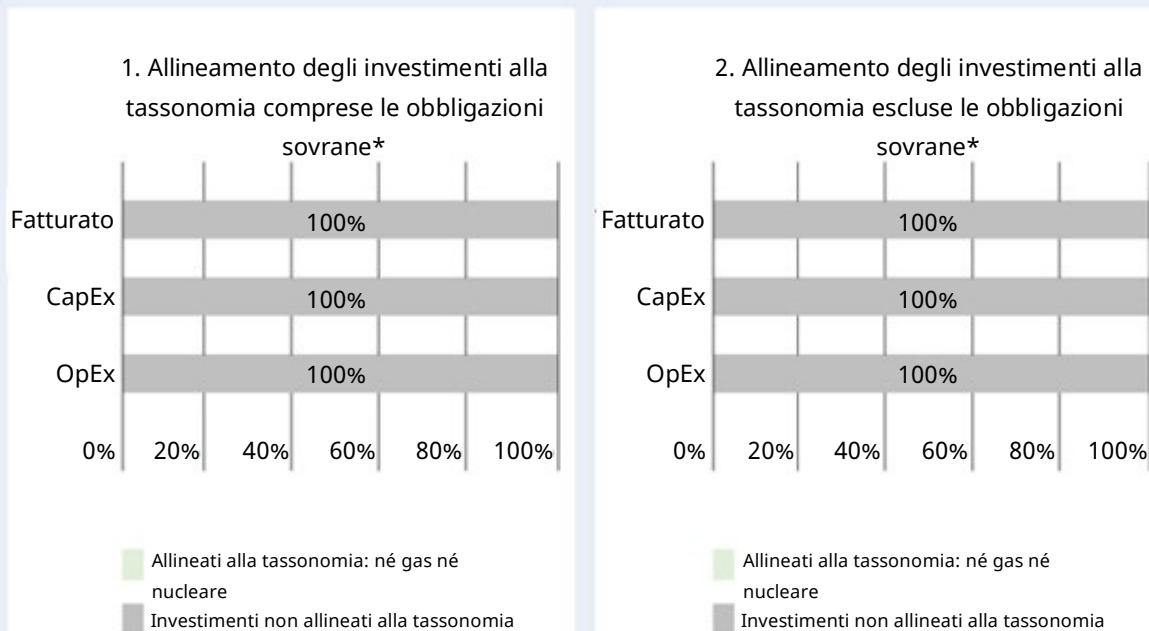 1. Allineamento degli investimenti alla
tassonomia comprese le obbligazioni
sovrane*
Fatturato
100%
CapEx
100%
OpEx
100%
0% 20% 40% 60% 80% 100%
Allineati alla tassonomia: né gas né
nucleare
Investimenti non allineati alla tassonomia
2. Allineamento degli investimenti alla
tassonomia escluse le obbligazioni
sovrane*
Fatturato
100%
CapEx
100%
OpEx
100%
0% 20% 40% 60% 80% 100%
Allineati alla tassonomia: né gas né
nucleare
Investimenti non allineati alla tassonomia